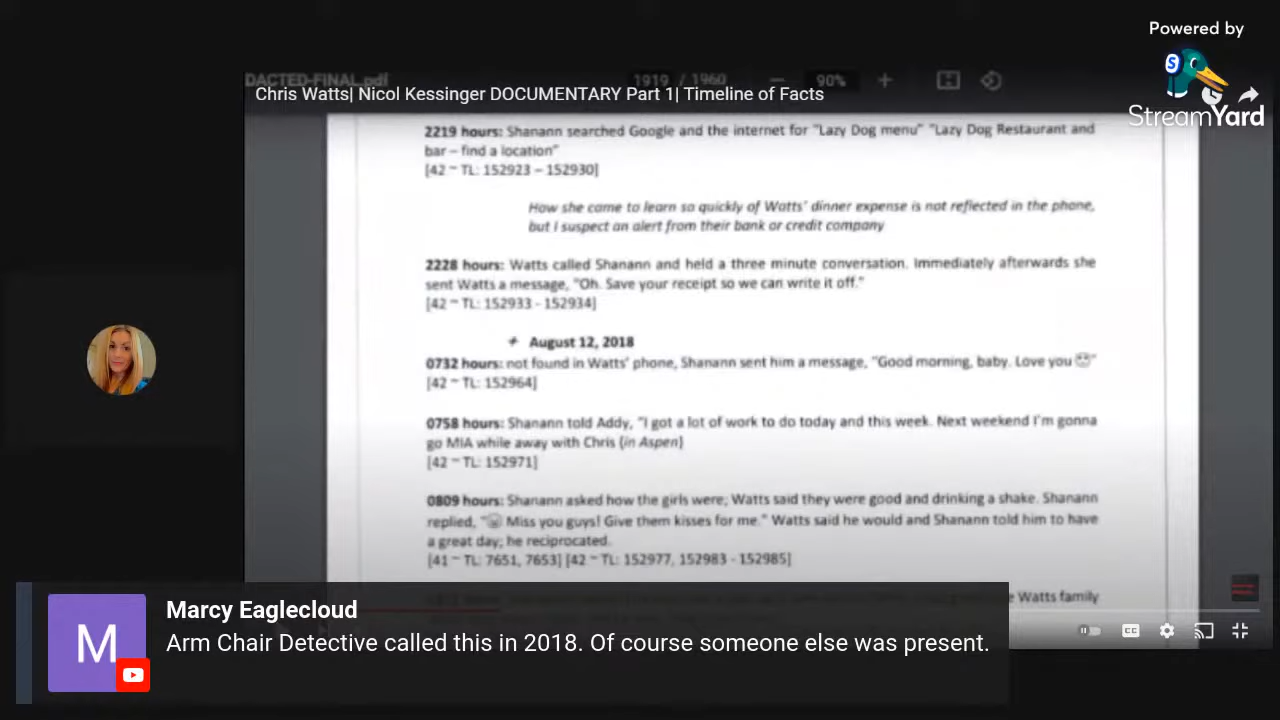 Powered by
StreamYard
DACTED-FINAL.pdf
1919 / 1960
90%
Chris Watts| Nicol Kessinger DOCUMENTARY Part 1| Timeline of Facts
2219 hours: Shanann searched Google and the internet for "Lazy Dog menu" "Lazy Dog Restaurant and
bar – find a location"
[42 ~ TL: 152923 – 152930]
How she came to learn so quickly of Watts' dinner expense is not reflected in the phone,
but I suspect an alert from their bank or credit company
2228 hours: Watts called Shanann and held a three minute conversation. Immediately afterwards she
sent Watts a message, "Oh. Save your receipt so we can write it off."
[42 ~ TL: 152933 - 152934]
+ August 12, 2018
0732 hours: not found in Watts' phone, Shanann sent him a message, "Good morning, baby. Love you 😍"
[42 ~ TL: 152964]
0758 hours: Shanann told Addy, "I got a lot of work to do today and this week. Next weekend I'm gonna
go MIA while away with Chris (in Aspen)
[42 ~ TL: 152971]
0809 hours: Shanann asked how the girls were; Watts said they were good and drinking a shake. Shanann
replied, "😭 Miss you guys! Give them kisses for me." Watts said he would and Shanann told him to have
a great day; he reciprocated.
[41 ~ TL: 7651, 7653] [42 ~ TL: 152977, 152983 - 152985]
e Watts family
M
Marcy Eaglecloud
Arm Chair Detective called this in 2018. Of course someone else was present.
CC